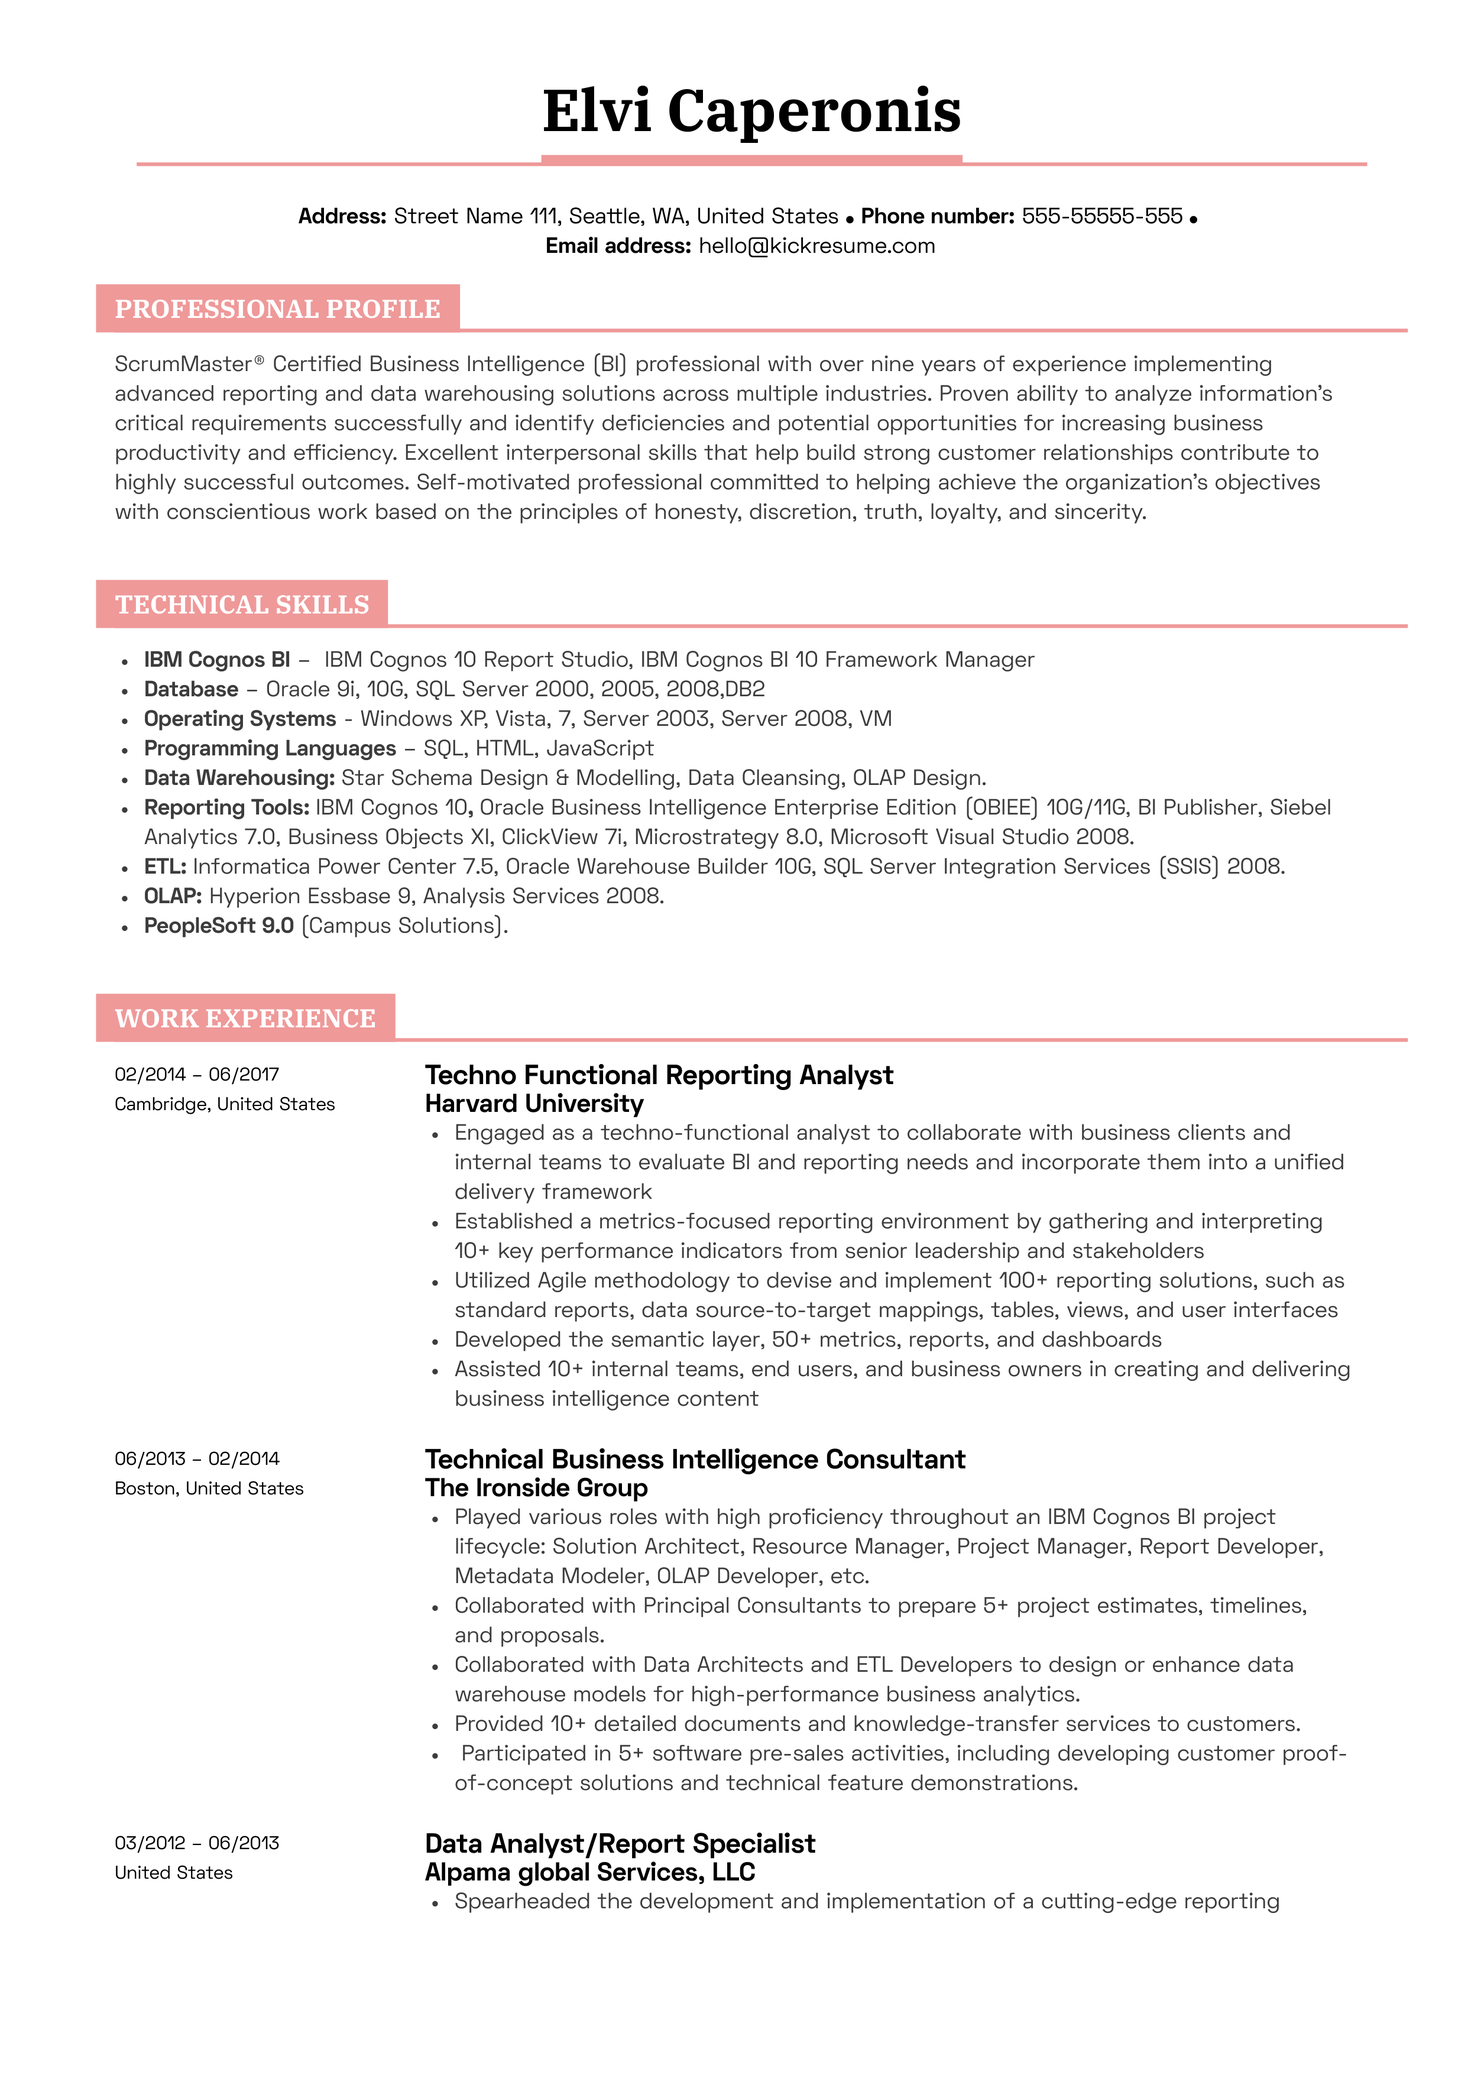 Elvi Caperonis
Address: Street Name 111, Seattle, WA, United States • Phone number: 555-55555-555 •
Email address: hello@kickresume.com
PROFESSIONAL PROFILE
ScrumMaster® Certified Business Intelligence (BI) professional with over nine years of experience implementing
advanced reporting and data warehousing solutions across multiple industries. Proven ability to analyze information's
critical requirements successfully and identify deficiencies and potential opportunities for increasing business
productivity and efficiency. Excellent interpersonal skills that help build strong customer relationships contribute to
highly successful outcomes. Self-motivated professional committed to helping achieve the organization's objectives
with conscientious work based on the principles of honesty, discretion, truth, loyalty, and sincerity.
TECHNICAL SKILLS
• IBM Cognos BI – IBM Cognos 10 Report Studio, IBM Cognos BI 10 Framework Manager
• Database – Oracle 9i, 10G, SQL Server 2000, 2005, 2008,DB2
• Operating Systems - Windows XP, Vista, 7, Server 2003, Server 2008, VM
• Programming Languages – SQL, HTML, JavaScript
• Data Warehousing: Star Schema Design & Modelling, Data Cleansing, OLAP Design.
• Reporting Tools: IBM Cognos 10, Oracle Business Intelligence Enterprise Edition (OBIEE) 10G/11G, BI Publisher, Siebel
Analytics 7.0, Business Objects XI, ClickView 7i, Microstrategy 8.0, Microsoft Visual Studio 2008.
• ETL: Informatica Power Center 7.5, Oracle Warehouse Builder 10G, SQL Server Integration Services (SSIS) 2008.
• OLAP: Hyperion Essbase 9, Analysis Services 2008.
• PeopleSoft 9.0 (Campus Solutions).
WORK EXPERIENCE
02/2014 – 06/2017
Cambridge, United States
Techno Functional Reporting Analyst
Harvard University
• Engaged as a techno-functional analyst to collaborate with business clients and
internal teams to evaluate BI and reporting needs and incorporate them into a unified
delivery framework
• Established a metrics-focused reporting environment by gathering and interpreting
10+ key performance indicators from senior leadership and stakeholders
• Utilized Agile methodology to devise and implement 100+ reporting solutions, such as
standard reports, data source-to-target mappings, tables, views, and user interfaces
• Developed the semantic layer, 50+ metrics, reports, and dashboards
• Assisted 10+ internal teams, end users, and business owners in creating and delivering
business intelligence content
06/2013 – 02/2014
Boston, United States
Technical Business Intelligence Consultant
The Ironside Group
• Played various roles with high proficiency throughout an IBM Cognos BI project
lifecycle: Solution Architect, Resource Manager, Project Manager, Report Developer,
Metadata Modeler, OLAP Developer, etc.
• Collaborated with Principal Consultants to prepare 5+ project estimates, timelines,
and proposals.
• Collaborated with Data Architects and ETL Developers to design or enhance data
warehouse models for high-performance business analytics.
• Provided 10+ detailed documents and knowledge-transfer services to customers.
• Participated in 5+ software pre-sales activities, including developing customer proof-
of-concept solutions and technical feature demonstrations.
03/2012 – 06/2013
United States
Data Analyst/Report Specialist
Alpama global Services, LLC
• Spearheaded the development and implementation of a cutting-edge reporting